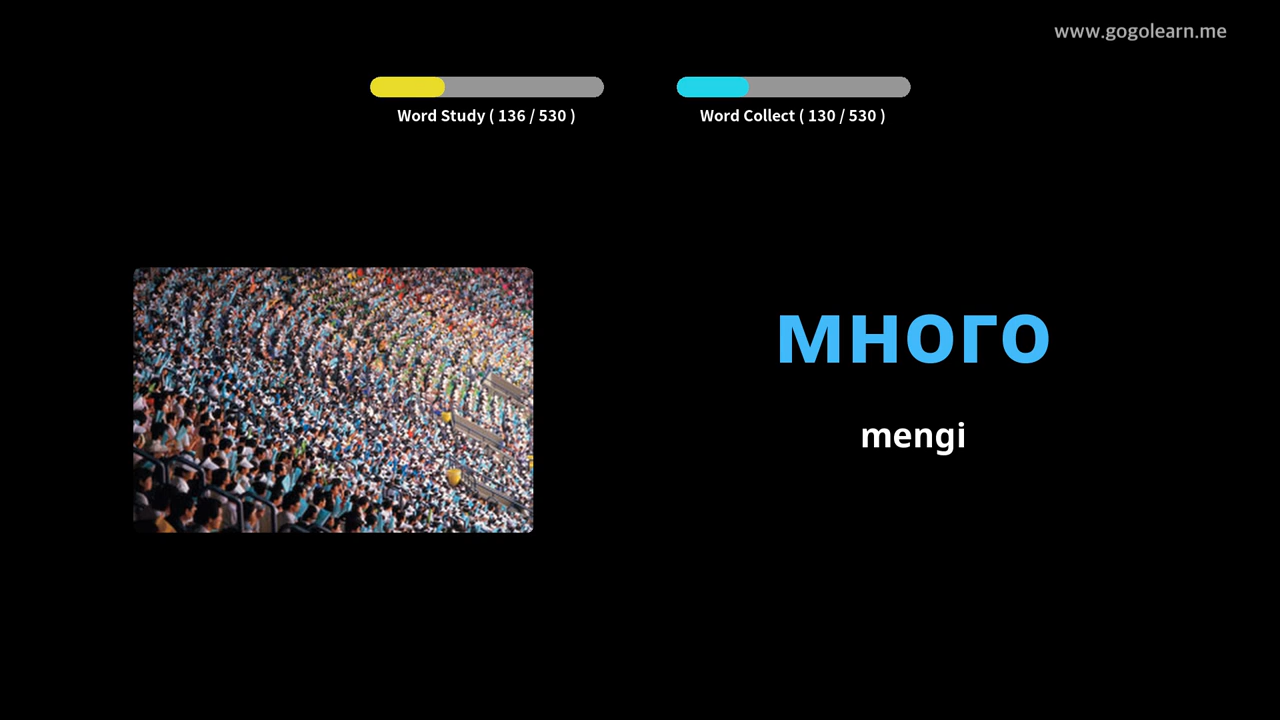 www.gogolearn.me
Word Study ( 136 / 530 )
Word Collect ( 130 / 530 )
много
mengi